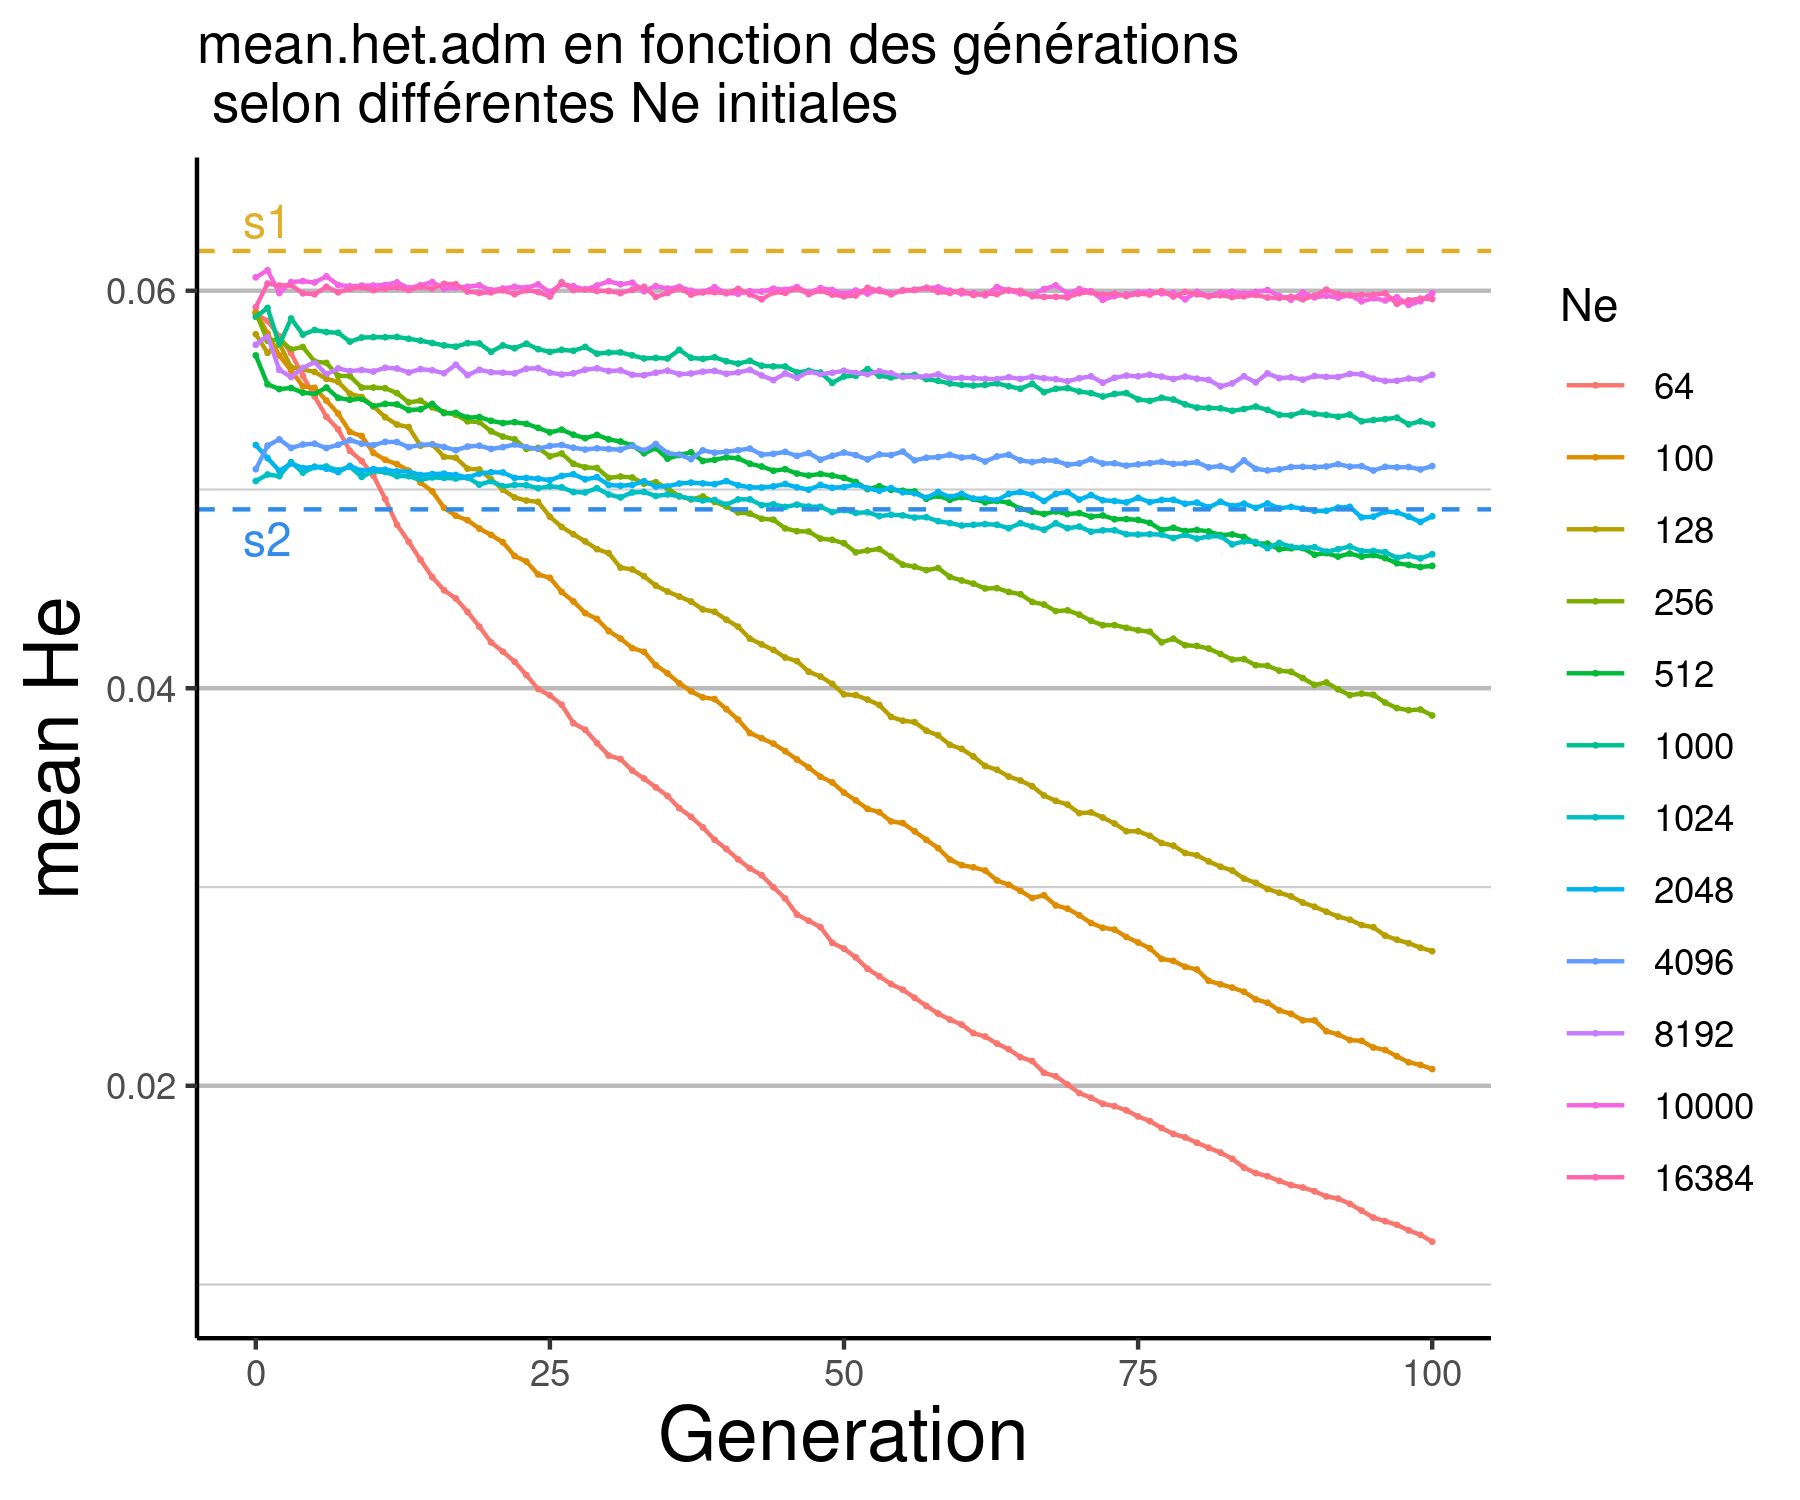 mean.het.adm en fonction des générations
selon différentes Ne initiales
s1
s2
0.06
0.04
0.02
mean He
0
25
50
75
100
Generation
Ne
64
100
128
256
512
1000
1024
2048
4096
8192
10000
16384